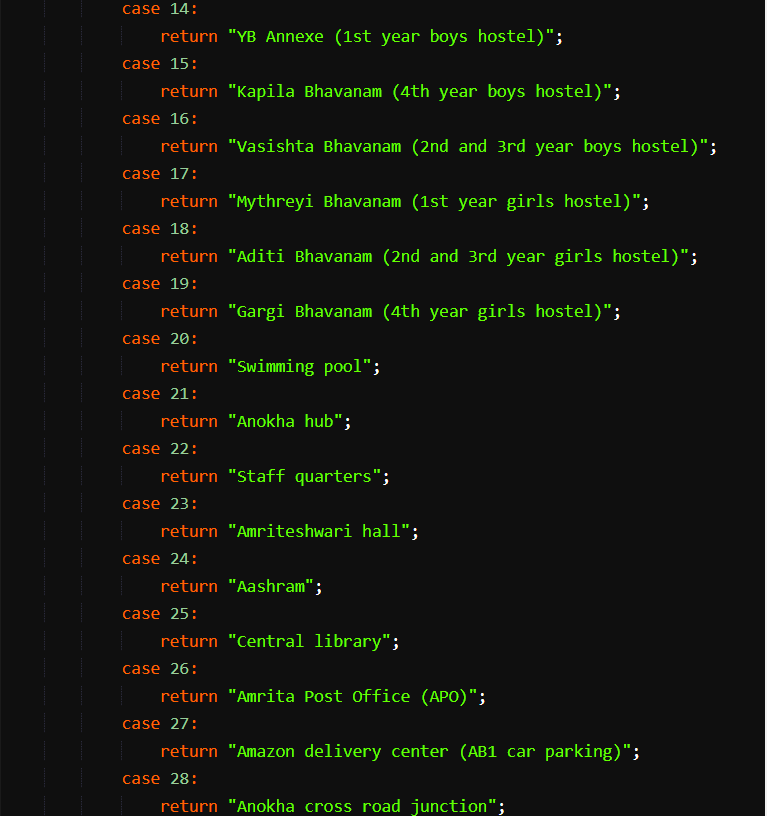 case 14:
return "YB Annexe (1st year boys hostel)";
case 15:
return "Kapila Bhavanam (4th year boys hostel)";
case 16:
return "Vasishta Bhavanam (2nd and 3rd year boys hostel)";
case 17:
return "Mythreyi Bhavanam (1st year girls hostel)";
case 18:
return "Aditi Bhavanam (2nd and 3rd year girls hostel)";
case 19:
return "Gargi Bhavanam (4th year girls hostel)";
case 20:
return "Swimming pool";
case 21:
return "Anokha hub";
case 22:
return "Staff quarters";
case 23:
return "Amriteshwari hall";
case 24:
return "Aashram";
case 25:
return "Central library";
case 26:
return "Amrita Post Office (APO)";
case 27:
return "Amazon delivery center (AB1 car parking)";
case 28:
return "Anokha cross road junction";